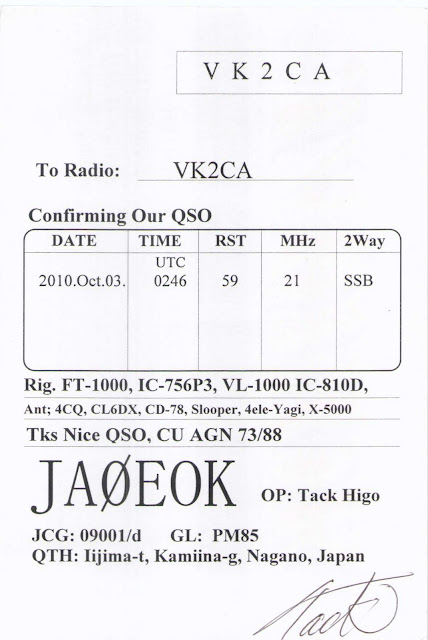 V K 2 C A
To Radio: VK2CA
Confirming Our QSO
DATE TIME RST MHz 2Way
UTC
2010.Oct.03. 0246 59 21 SSB
Rig. FT-1000, IC-756P3, VL-1000 IC-810D,
Ant; 4CQ, CL6DX, CD-78, Slooper, 4ele-Yagi, X-5000
Tks Nice QSO, CU AGN 73/88
JAØEOK OP: Tack Higo
JCG: 09001/d GL: PM85
QTH: Iijima-t, Kamiina-g, Nagano, Japan
Tack